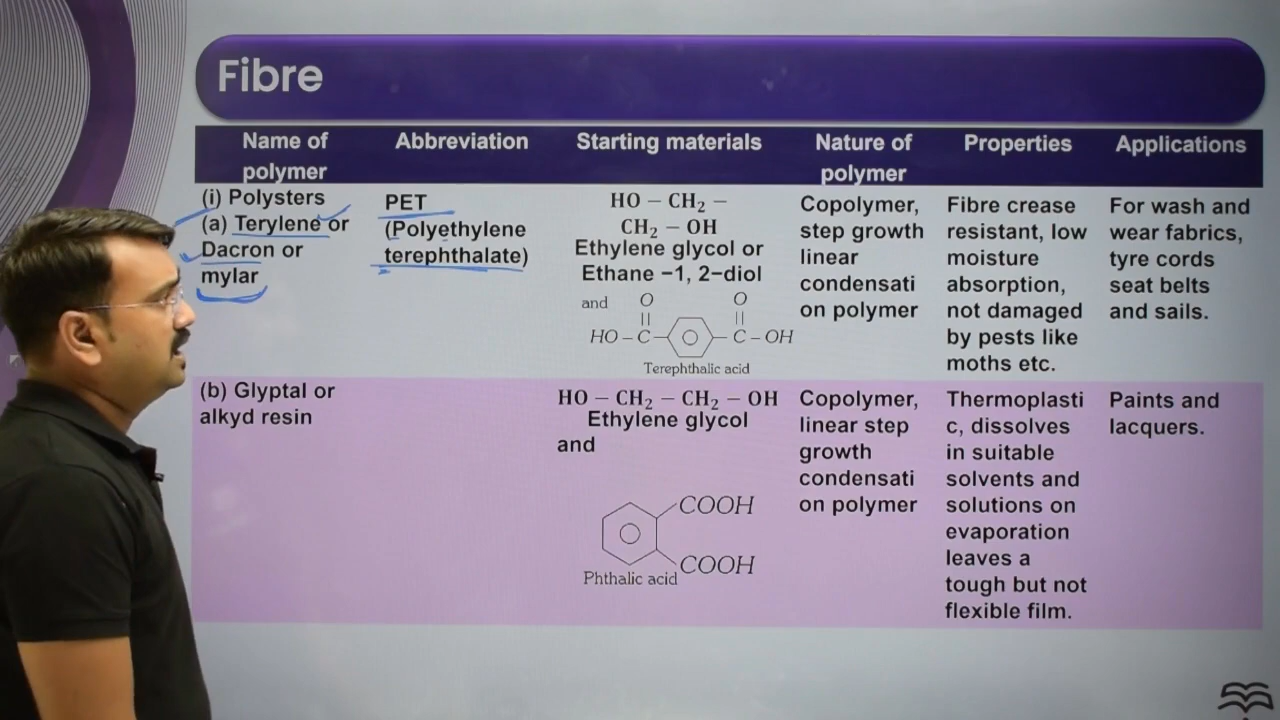 Fibre
Name of
polymer
Abbreviation
Starting materials
Nature of
polymer
Properties
Applications
(i) Polysters
(a) Terylene or
Dacron or
mylar
PET
(Polyethylene
terephthalate)
HO – CH₂ –
CH₂ – OH
Ethylene glycol or
Ethane –1, 2–diol
and
O O
HO – C C – OH
Terephthalic acid
Copolymer,
step growth
linear
condensati
on polymer
Fibre crease
resistant, low
moisture
absorption,
not damaged
by pests like
moths etc.
For wash and
wear fabrics,
tyre cords
seat belts
and sails.
(b) Glyptal or
alkyd resin
HO – CH₂ – CH₂ – OH
Ethylene glycol
and
COOH
COOH
Phthalic acid
Copolymer,
linear step
growth
condensati
on polymer
Thermoplasti
c, dissolves
in suitable
solvents and
solutions on
evaporation
leaves a
tough but not
flexible film.
Paints and
lacquers.